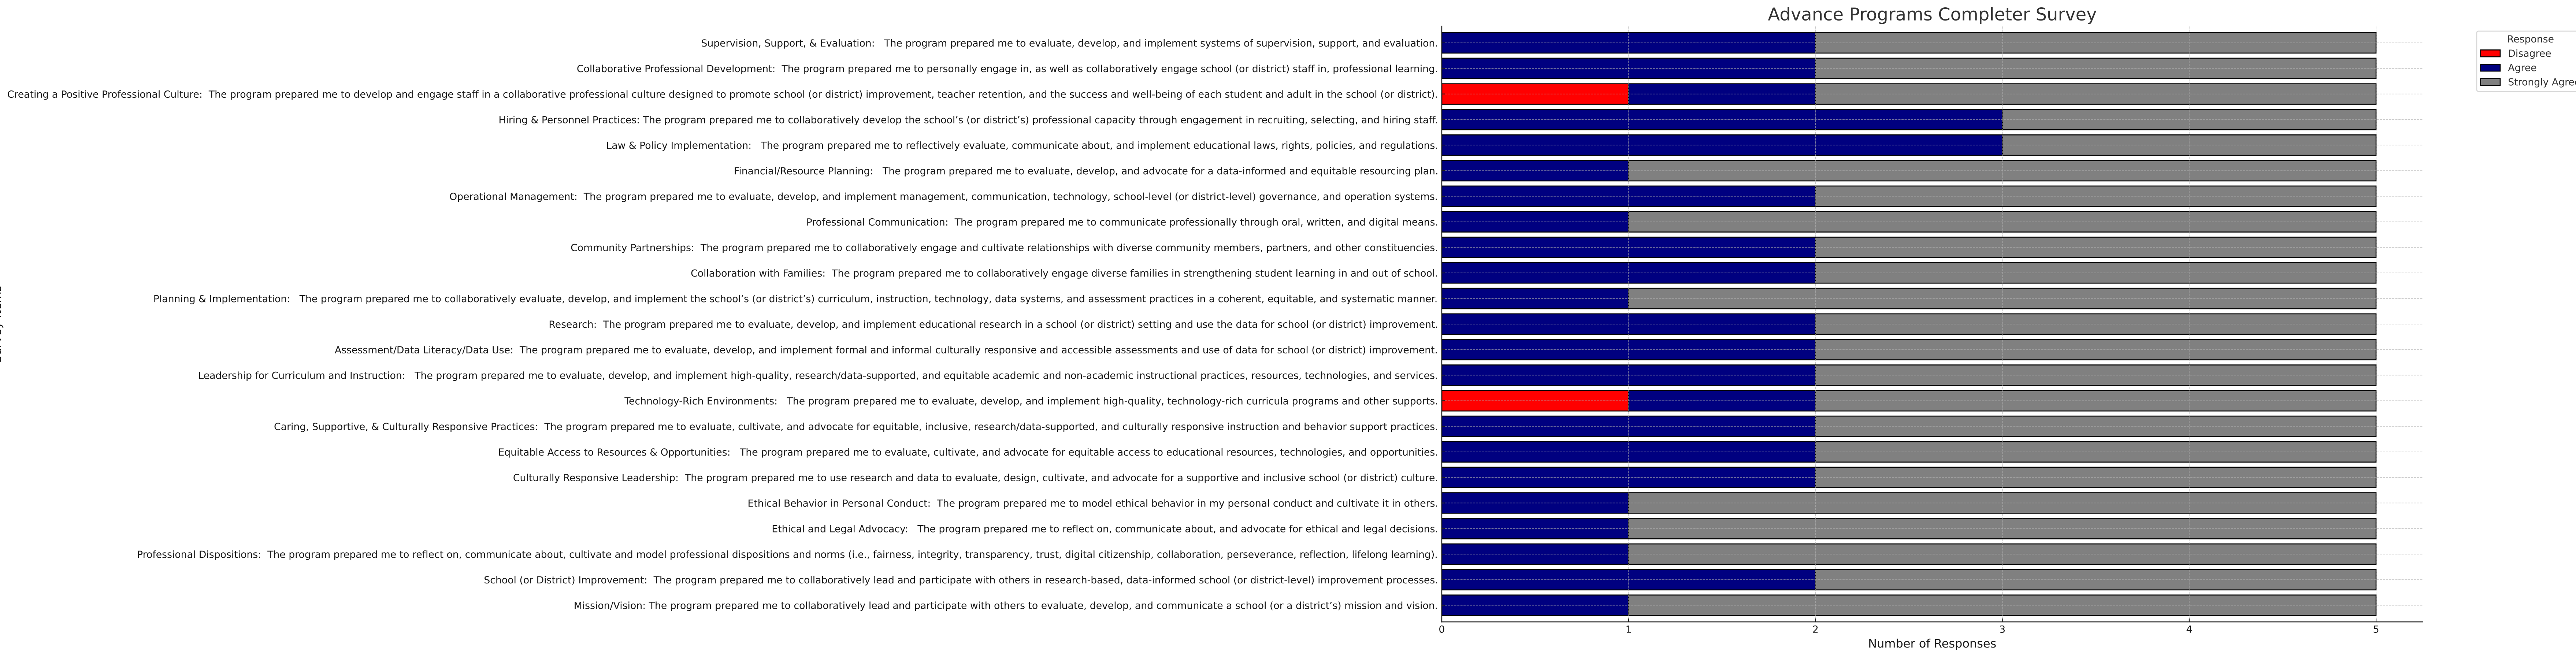 Advance Programs Completer Survey
Supervision, Support, & Evaluation:   The program prepared me to evaluate, develop, and implement systems of supervision, support, and evaluation.
Collaborative Professional Development:  The program prepared me to personally engage in, as well as collaboratively engage school (or district) staff in, professional learning.
Creating a Positive Professional Culture:  The program prepared me to develop and engage staff in a collaborative professional culture designed to promote school (or district) improvement, teacher retention, and the success and well-being of each student and adult in the school (or district).
Hiring & Personnel Practices: The program prepared me to collaboratively develop the school’s (or district’s) professional capacity through engagement in recruiting, selecting, and hiring staff.
Law & Policy Implementation:   The program prepared me to reflectively evaluate, communicate about, and implement educational laws, rights, policies, and regulations.
Financial/Resource Planning:   The program prepared me to evaluate, develop, and advocate for a data-informed and equitable resourcing plan.
Operational Management:  The program prepared me to evaluate, develop, and implement management, communication, technology, school-level (or district-level) governance, and operation systems.
Professional Communication:  The program prepared me to communicate professionally through oral, written, and digital means.
Community Partnerships:  The program prepared me to collaboratively engage and cultivate relationships with diverse community members, partners, and other constituencies.
Collaboration with Families:  The program prepared me to collaboratively engage diverse families in strengthening student learning in and out of school.
Planning & Implementation:   The program prepared me to collaboratively evaluate, develop, and implement the school’s (or district’s) curriculum, instruction, technology, data systems, and assessment practices in a coherent, equitable, and systematic manner.
Research:  The program prepared me to evaluate, develop, and implement educational research in a school (or district) setting and use the data for school (or district) improvement.
Assessment/Data Literacy/Data Use:  The program prepared me to evaluate, develop, and implement formal and informal culturally responsive and accessible assessments and use of data for school (or district) improvement.
Leadership for Curriculum and Instruction:   The program prepared me to evaluate, develop, and implement high-quality, research/data-supported, and equitable academic and non-academic instructional practices, resources, technologies, and services.
Technology-Rich Environments:   The program prepared me to evaluate, develop, and implement high-quality, technology-rich curricula programs and other supports.
Caring, Supportive, & Culturally Responsive Practices:  The program prepared me to evaluate, cultivate, and advocate for equitable, inclusive, research/data-supported, and culturally responsive instruction and behavior support practices.
Equitable Access to Resources & Opportunities:   The program prepared me to evaluate, cultivate, and advocate for equitable access to educational resources, technologies, and opportunities.
Culturally Responsive Leadership:  The program prepared me to use research and data to evaluate, design, cultivate, and advocate for a supportive and inclusive school (or district) culture.
Ethical Behavior in Personal Conduct:  The program prepared me to model ethical behavior in my personal conduct and cultivate it in others.
Ethical and Legal Advocacy:   The program prepared me to reflect on, communicate about, and advocate for ethical and legal decisions.
Professional Dispositions:  The program prepared me to reflect on, communicate about, cultivate and model professional dispositions and norms (i.e., fairness, integrity, transparency, trust, digital citizenship, collaboration, perseverance, reflection, lifelong learning).
School (or District) Improvement:  The program prepared me to collaboratively lead and participate with others in research-based, data-informed school (or district-level) improvement processes.
Mission/Vision: The program prepared me to collaboratively lead and participate with others to evaluate, develop, and communicate a school (or a district’s) mission and vision.
0 1 2 3 4 5
Number of Responses
Response
Disagree
Agree
Strongly Agree